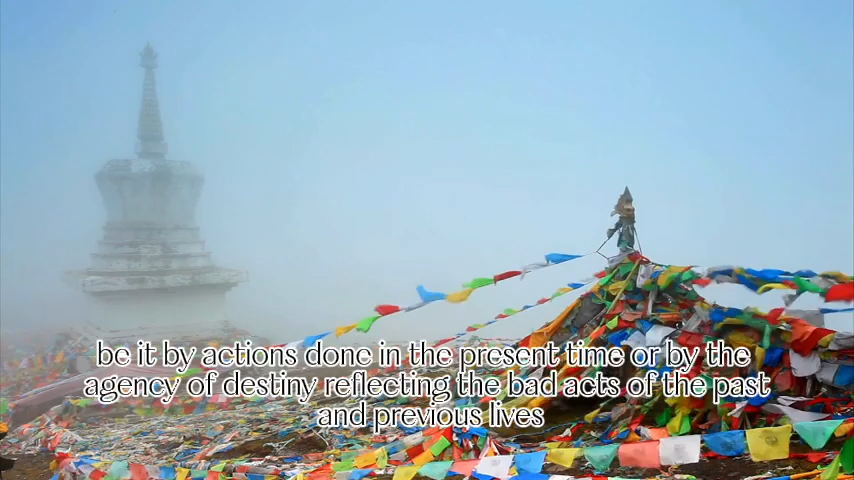 be it by actions done in the present time or by the
agency of destiny reflecting the bad acts of the past
and previous lives